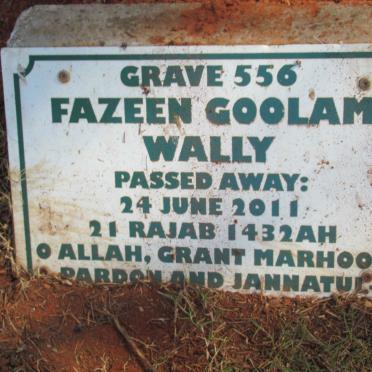 GRAVE 556
FAZEEN GOOLAM
WALLY
PASSED AWAY:
24 JUNE 2011
21 RAJAB 1432AH
O ALLAH, GRANT MARHOO
PARDON AND JANNATUL